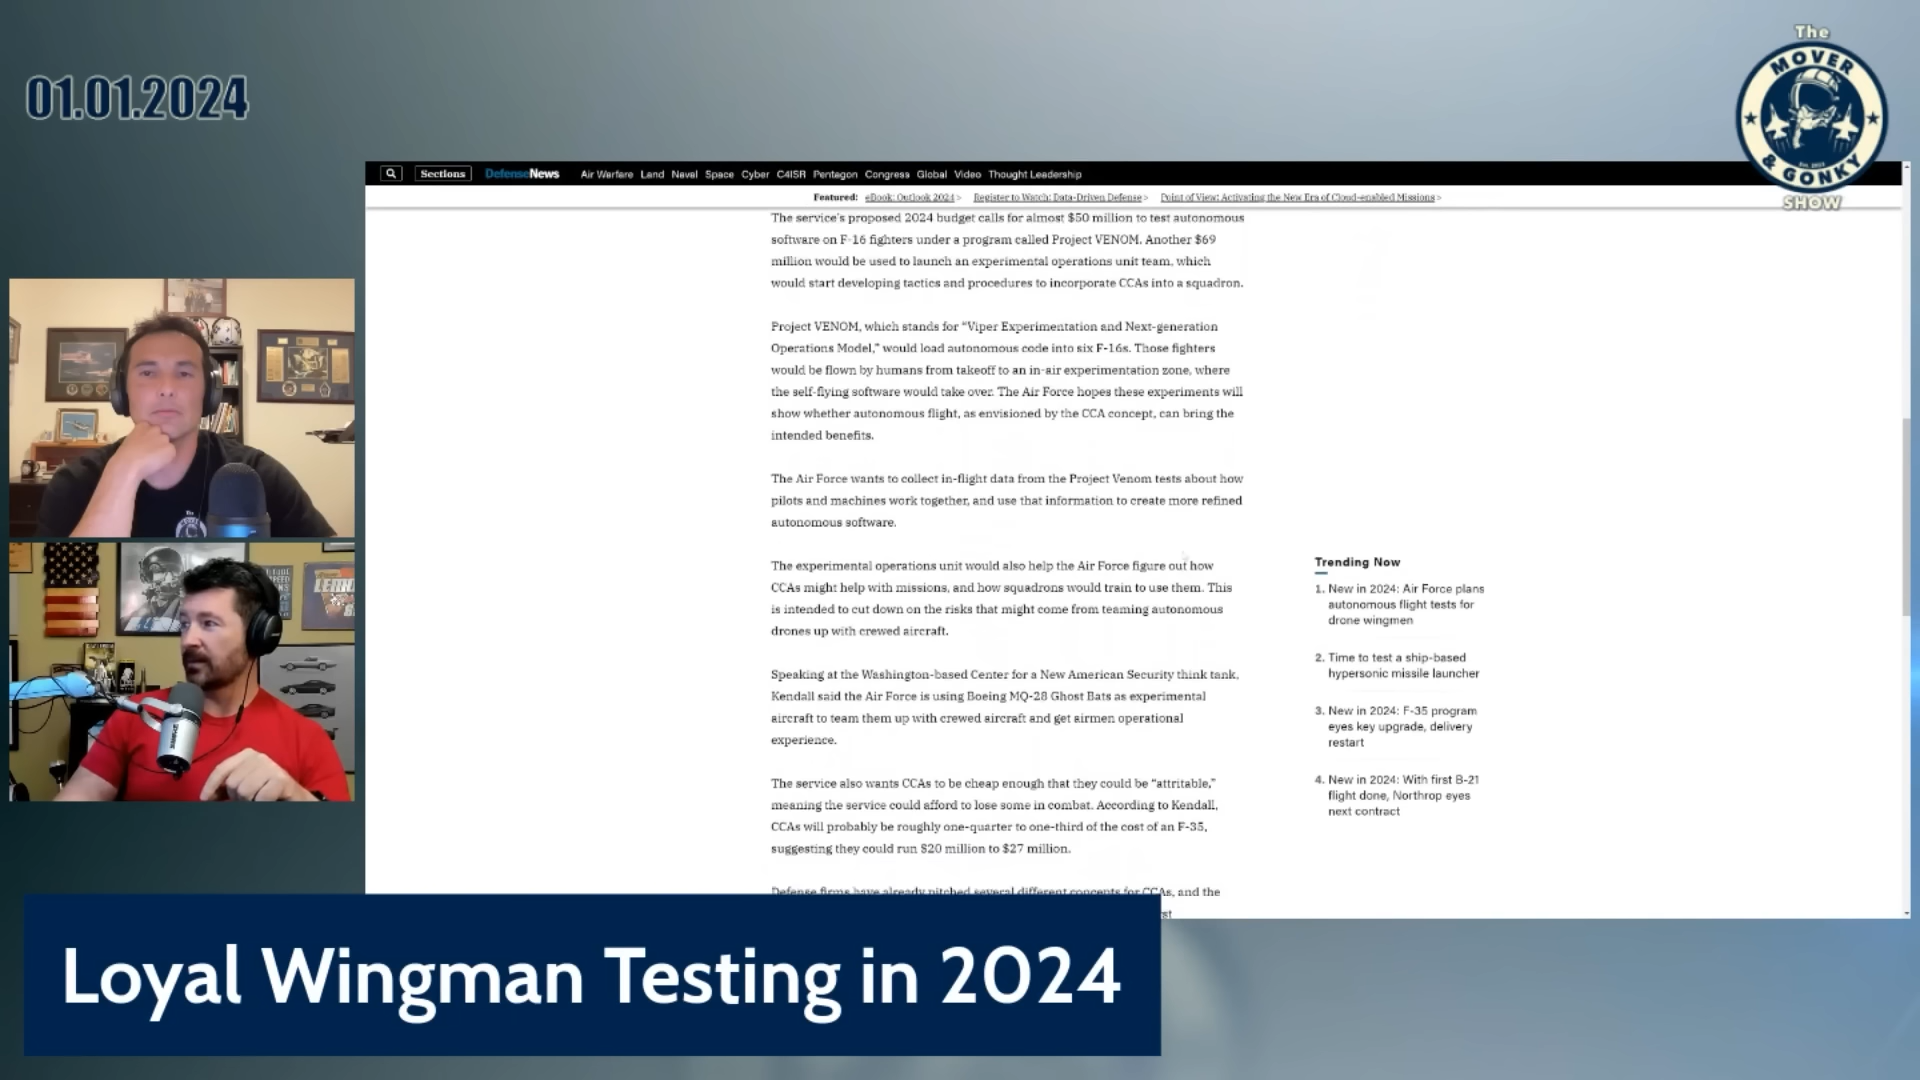 01.01.2024
The
MOVER
& GONKY
SHOW
Sections
DefenseNews
Air Warfare Land Naval Space Cyber C4ISR Pentagon Congress Global Video Thought Leadership
Featured: eBook: Outlook 2024 > Register to Watch: Data-Driven Defense > Point of View: Activating the New Era of Cloud-enabled Missions >
The service's proposed 2024 budget calls for almost $50 million to test autonomous
software on F-16 fighters under a program called Project VENOM. Another $69
million would be used to launch an experimental operations unit team, which
would start developing tactics and procedures to incorporate CCAs into a squadron.
Project VENOM, which stands for “Viper Experimentation and Next-generation
Operations Model,” would load autonomous code into six F-16s. Those fighters
would be flown by humans from takeoff to an in-air experimentation zone, where
the self-flying software would take over. The Air Force hopes these experiments will
show whether autonomous flight, as envisioned by the CCA concept, can bring the
intended benefits.
The Air Force wants to collect in-flight data from the Project Venom tests about how
pilots and machines work together, and use that information to create more refined
autonomous software.
The experimental operations unit would also help the Air Force figure out how
CCAs might help with missions, and how squadrons would train to use them. This
is intended to cut down on the risks that might come from teaming autonomous
drones up with crewed aircraft.
Speaking at the Washington-based Center for a New American Security think tank,
Kendall said the Air Force is using Boeing MQ-28 Ghost Bats as experimental
aircraft to team them up with crewed aircraft and get airmen operational
experience.
The service also wants CCAs to be cheap enough that they could be “attritable,”
meaning the service could afford to lose some in combat. According to Kendall,
CCAs will probably be roughly one-quarter to one-third of the cost of an F-35,
suggesting they could run $20 million to $27 million.
Defense firms have already pitched several different concepts for CCAs, and the
Trending Now
1. New in 2024: Air Force plans
autonomous flight tests for
drone wingmen
2. Time to test a ship-based
hypersonic missile launcher
3. New in 2024: F-35 program
eyes key upgrade, delivery
restart
4. New in 2024: With first B-21
flight done, Northrop eyes
next contract
Loyal Wingman Testing in 2024